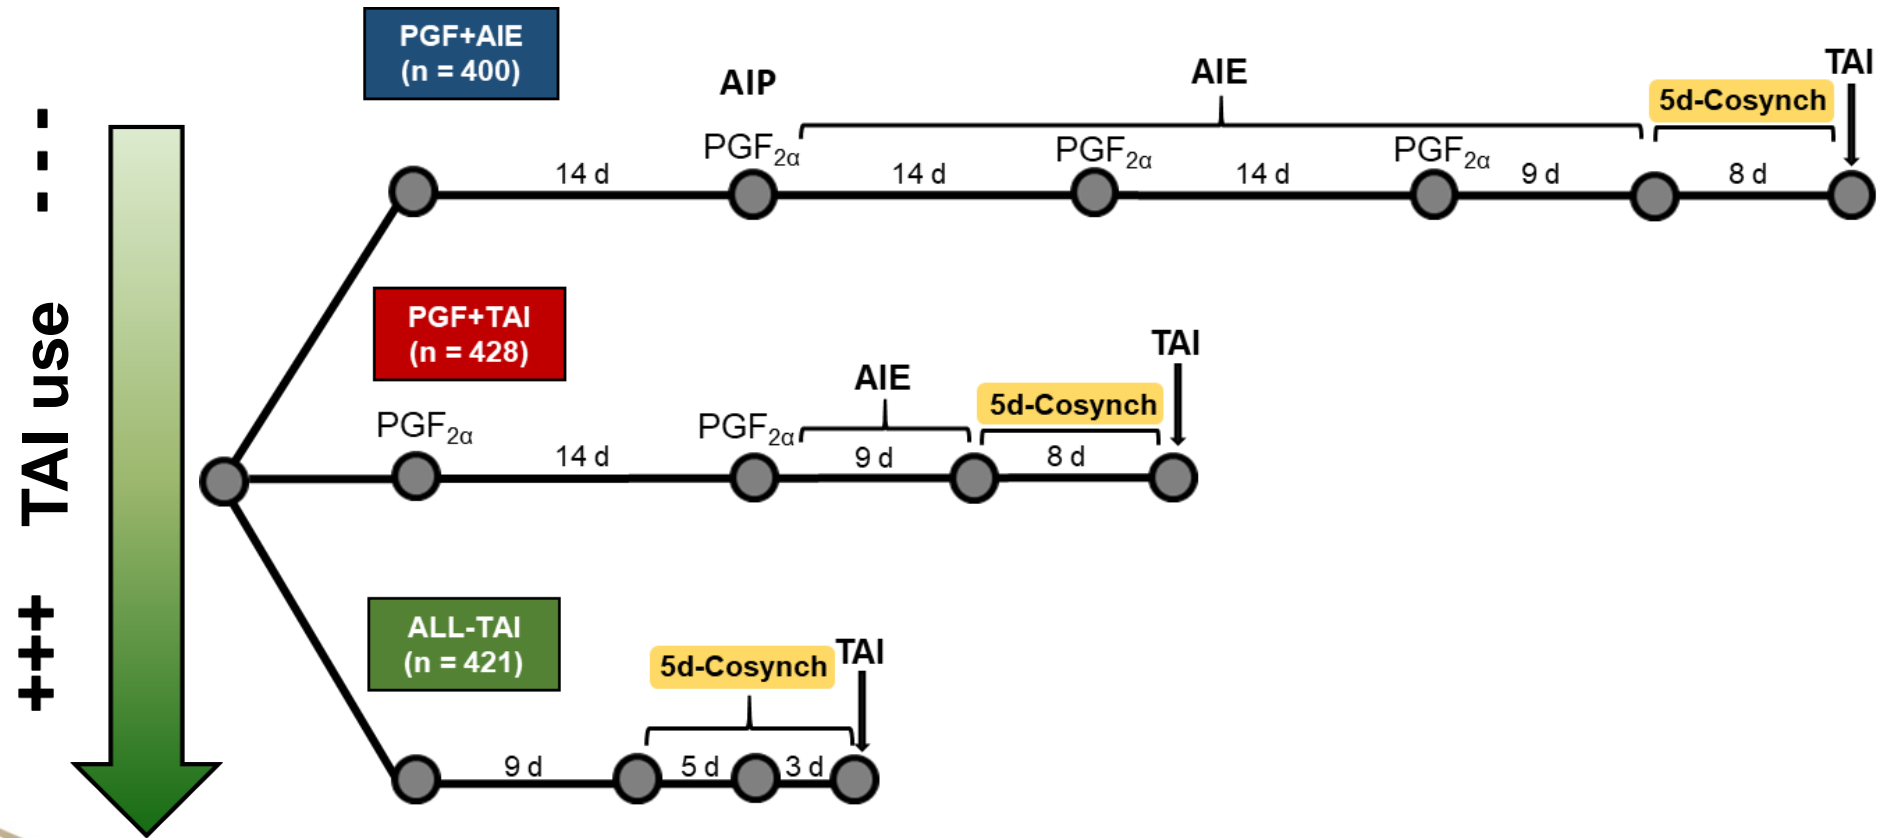 PGF+AIE
(n = 400)
AIP
AIE
TAI
5d-Cosynch
PGF2α
PGF2α
PGF2α
14 d
14 d
14 d
9 d
8 d
PGF+TAI
(n = 428)
TAI
AIE
5d-Cosynch
PGF2α
PGF2α
14 d
9 d
8 d
ALL-TAI
(n = 421)
5d-Cosynch
TAI
9 d
5 d
3 d
+++ TAI use - - -